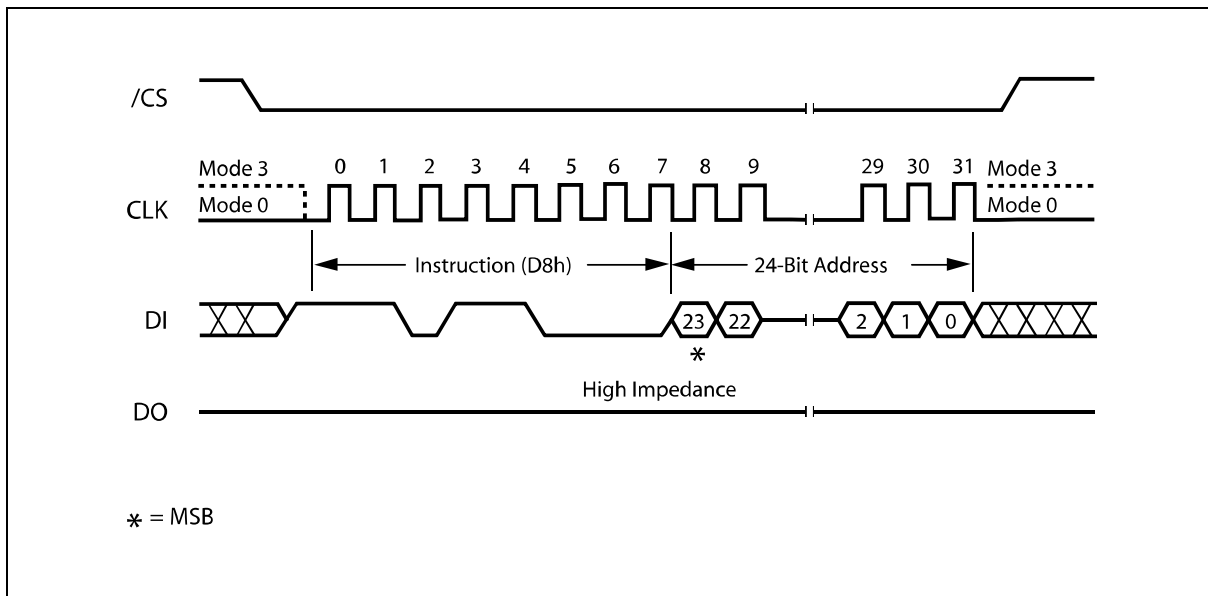 /CS
Mode 3 0 1 2 3 4 5 6 7 8 9 29 30 31 Mode 3
CLK Mode 0 Mode 0
Instruction (D8h) 24-Bit Address
DI 23 22 2 1 0
*
High Impedance
DO
* = MSB